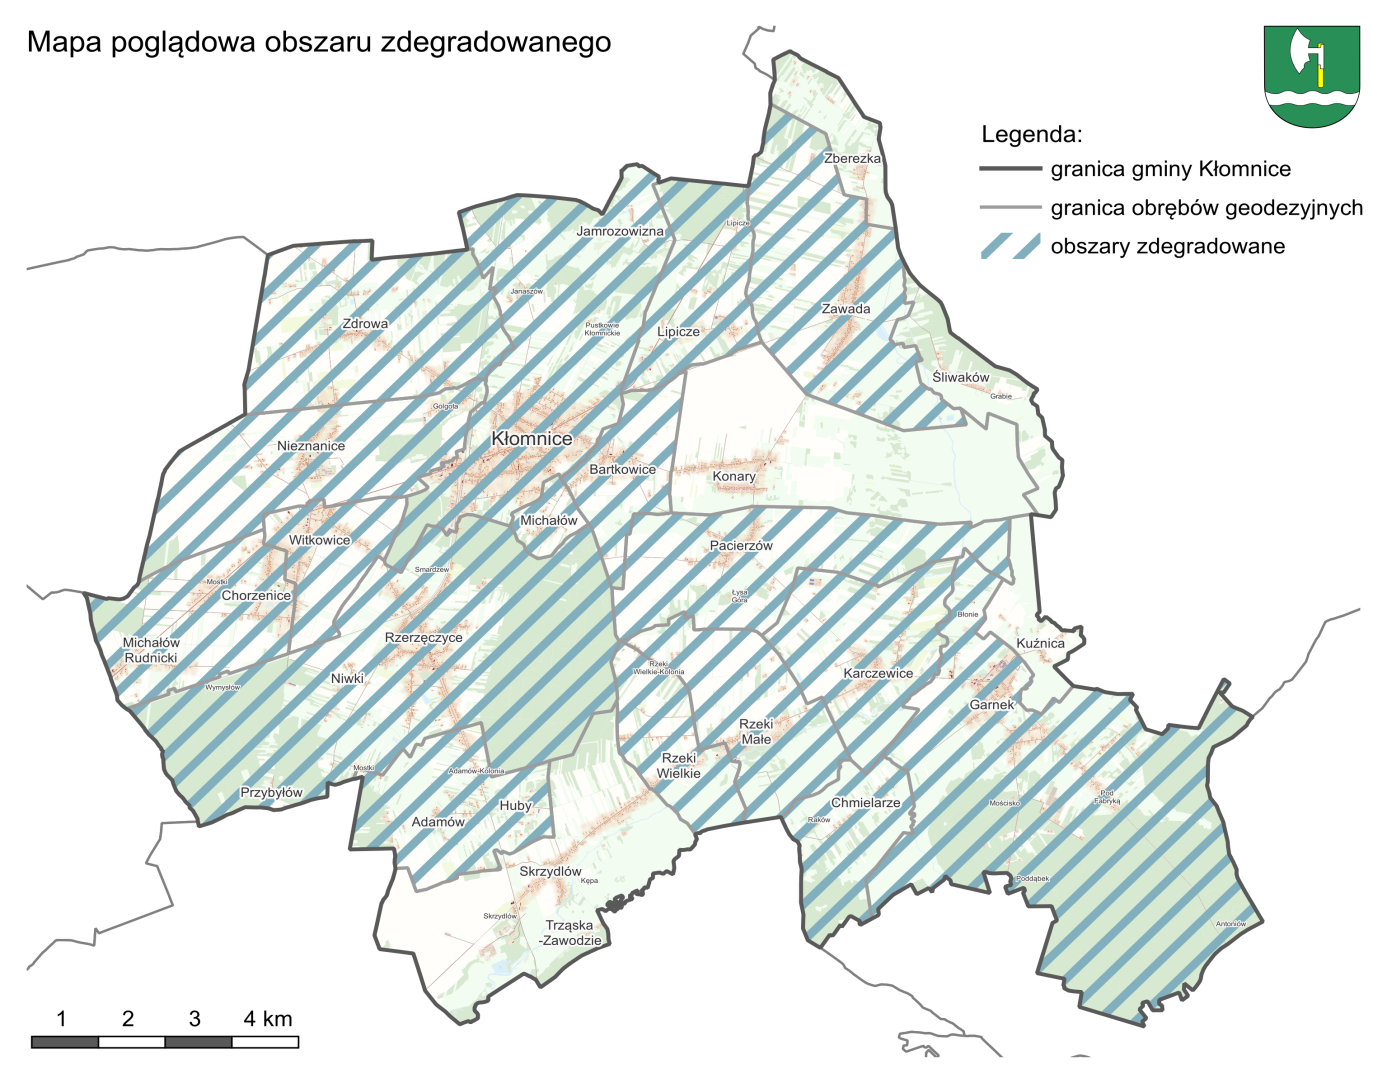 Mapa poglądowa obszaru zdegradowanego
Legenda:
granica gminy Kłomnice
granica obrębów geodezyjnych
obszary zdegradowane
Zberezka
Lipicze
Jamrozowizna
Janaszów
Zawada
Zdrowa
Pustkowie
Kłomnickie
Lipicze
Śliwaków
Grabie
Gołgota
Kłomnice
Nieznanice
Bartkowice
Konary
Michałów
Witkowice
Pacierzów
Smardzew
Mostki
Chorzenice
Łysa
Góra
Błonie
Michałów
Rudnicki
Rzerzęczyce
Kuźnica
Rzeki
Wielkie-Kolonia
Karczewice
Niwki
Wymysłów
Garnek
Rzeki
Małe
Rzeki
Wielkie
Mostki
Adamów-Kolonia
Przybyłów
Huby
Adamów
Chmielarze
Raków
Mościsko
Pod
Fabryką
Skrzydlów
Kępa
Poddąbek
Skrzydlów
Trząska
-Zawodzie
Antoniów
1 2 3 4 km